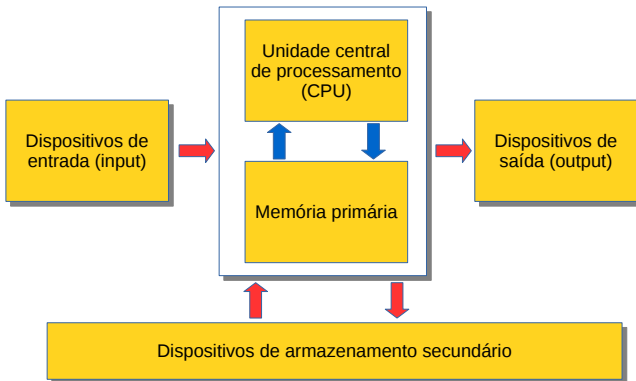 Unidade central
de processamento
(CPU)
Dispositivos de
entrada (input)
Dispositivos de
saída (output)
Memória primária
Dispositivos de armazenamento secundário